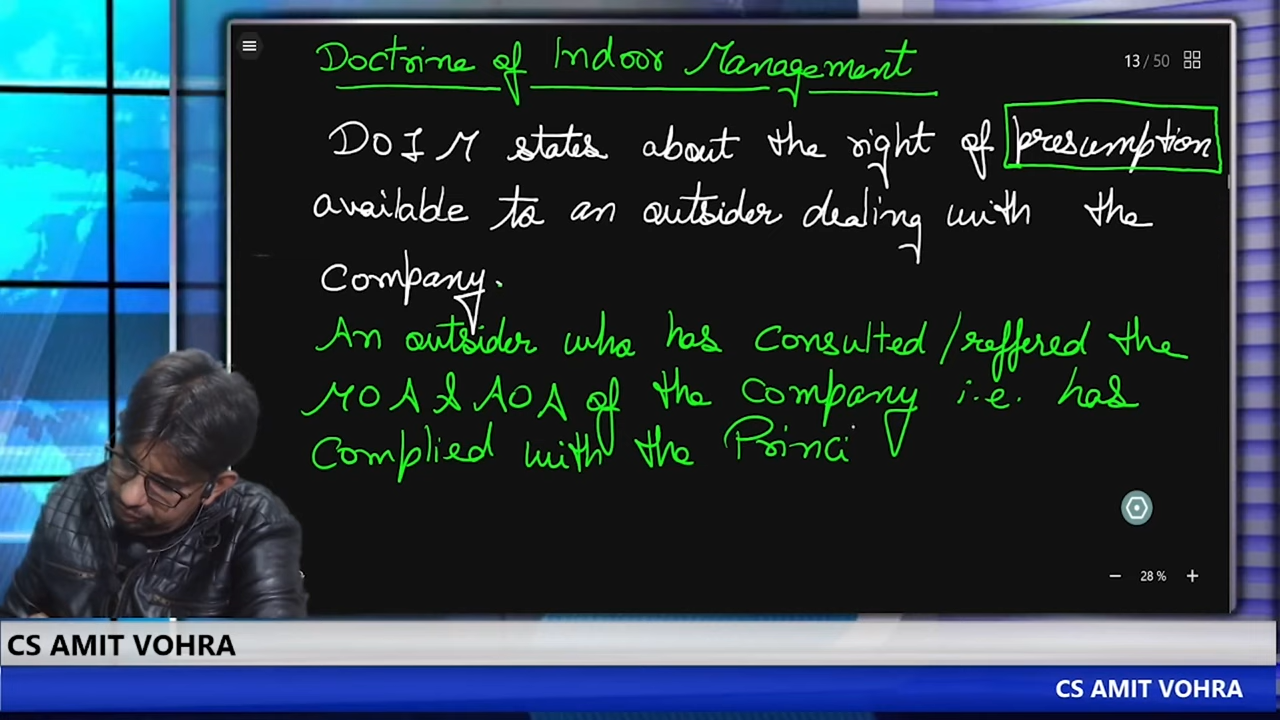 Doctrine of Indoor Management
13 / 50
DOIM states about the right of presumption
available to an outsider dealing with the
Company.
An outsider who has Consulted / reffered the
MOA & AOA of the Company i.e. has
Complied with the Princi
28 %
CS AMIT VOHRA
CS AMIT VOHRA